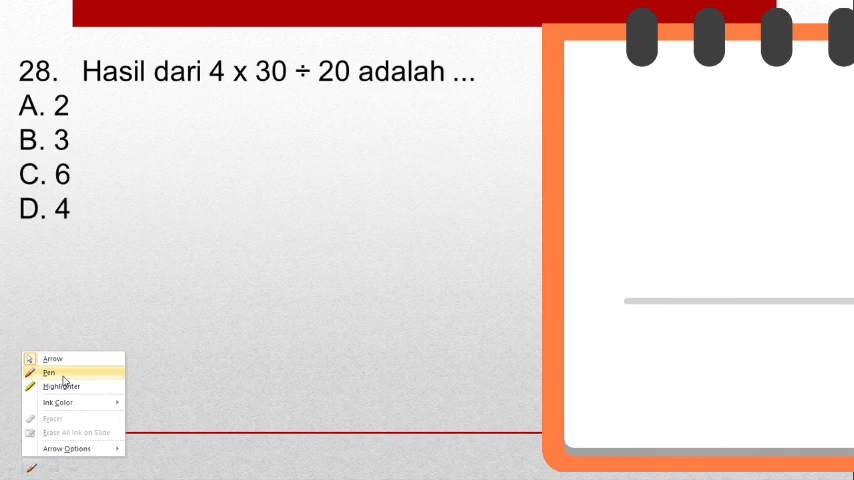 28. Hasil dari 4 x 30 ÷ 20 adalah ...
A. 2
B. 3
C. 6
D. 4
Arrow
Pen
Highlighter
Ink Color
Eraser
Erase All Ink on Slide
Arrow Options